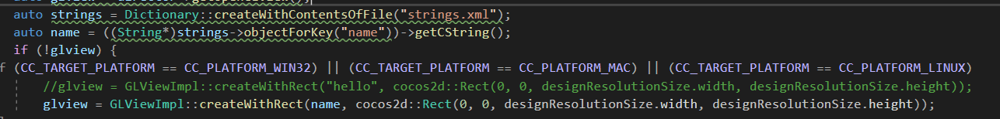 auto strings = Dictionary::createWithContentsOfFile("strings.xml");
auto name = ((String*)strings->objectForKey("name"))->getCString();
if (!glview) {
f (CC_TARGET_PLATFORM == CC_PLATFORM_WIN32) || (CC_TARGET_PLATFORM == CC_PLATFORM_MAC) || (CC_TARGET_PLATFORM == CC_PLATFORM_LINUX)
//glview = GLViewImpl::createWithRect("hello", cocos2d::Rect(0, 0, designResolutionSize.width, designResolutionSize.height));
glview = GLViewImpl::createWithRect(name, cocos2d::Rect(0, 0, designResolutionSize.width, designResolutionSize.height));